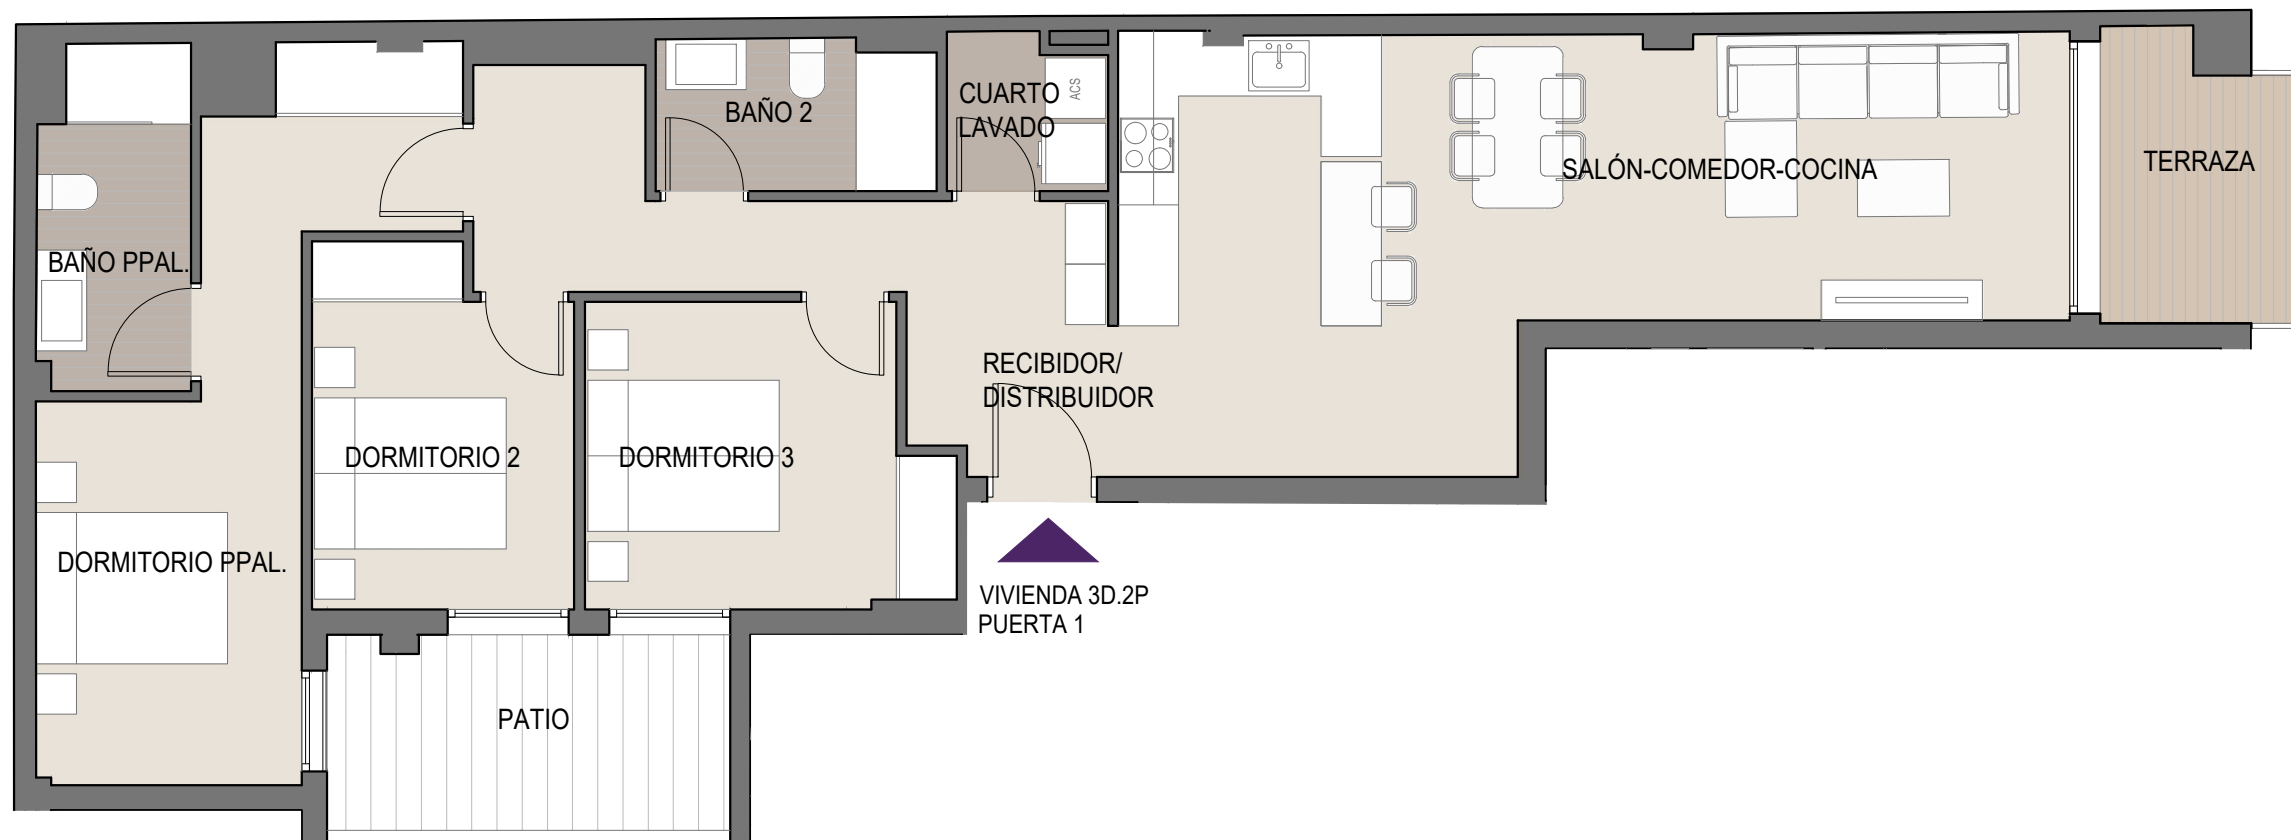 BAÑO 2
CUARTO
LAVADO
ACS
SALÓN-COMEDOR-COCINA
TERRAZA
BAÑO PPAL.
RECIBIDOR/
DISTRIBUIDOR
DORMITORIO 2
DORMITORIO 3
DORMITORIO PPAL.
VIVIENDA 3D.2P
PUERTA 1
PATIO